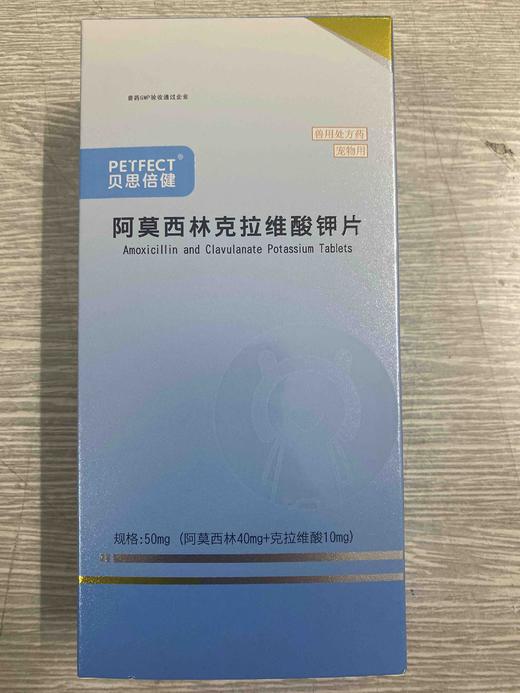 兽药GMP验收通过企业
兽用处方药
宠物用
PETFECT®
贝思倍健
阿莫西林克拉维酸钾片
Amoxicillin and Clavulanate Potassium Tablets
规格:50mg (阿莫西林40mg+克拉维酸10mg)